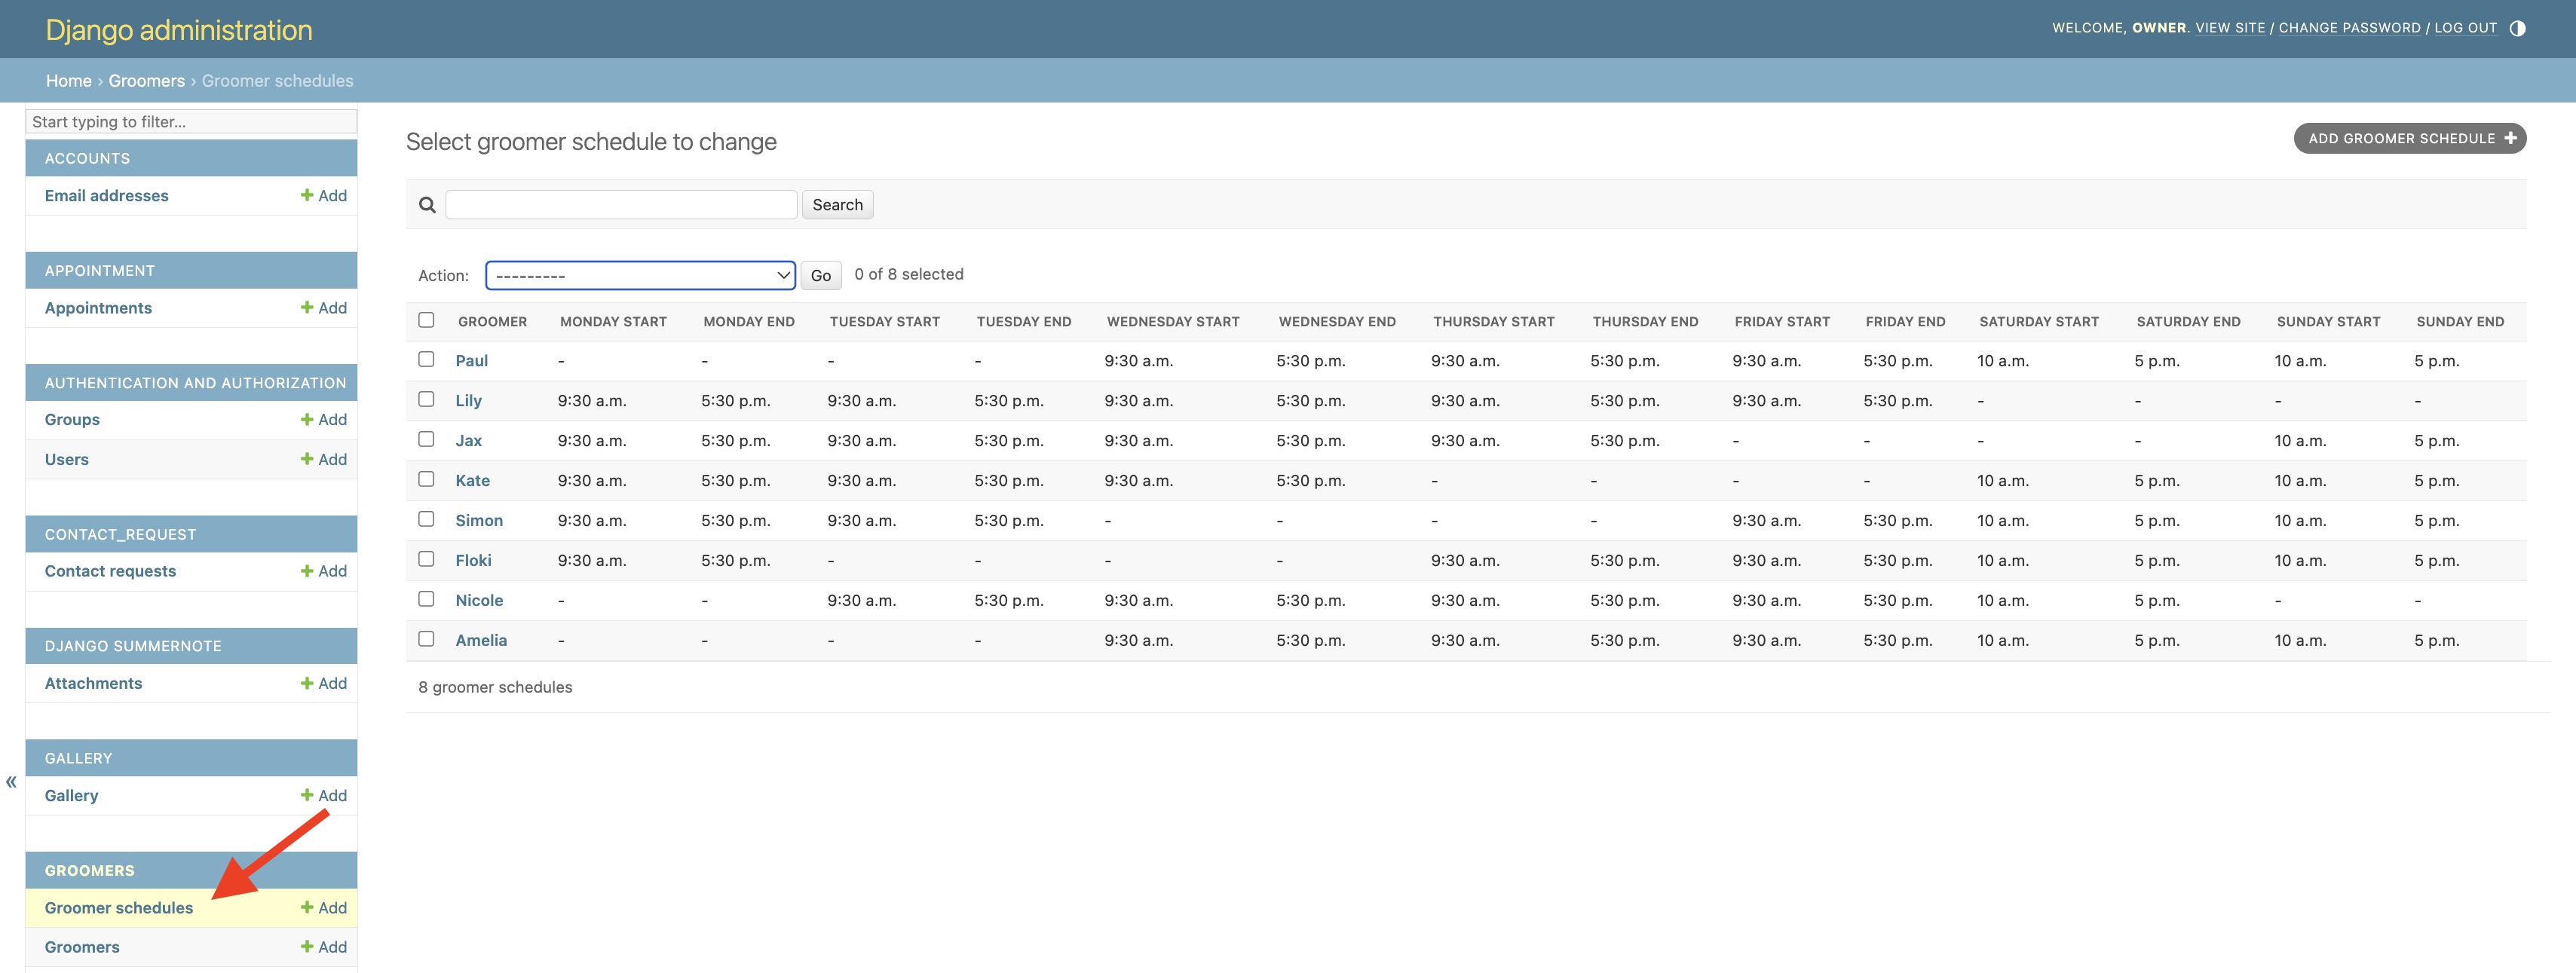 Django administration
WELCOME, OWNER. VIEW SITE / CHANGE PASSWORD / LOG OUT
Home › Groomers › Groomer schedules
Start typing to filter...
ACCOUNTS
Email addresses + Add
APPOINTMENT
Appointments + Add
AUTHENTICATION AND AUTHORIZATION
Groups + Add
Users + Add
CONTACT_REQUEST
Contact requests + Add
DJANGO SUMMERNOTE
Attachments + Add
GALLERY
Gallery + Add
GROOMERS
Groomer schedules + Add
Groomers + Add
«
Select groomer schedule to change
ADD GROOMER SCHEDULE +
Search
Action: --------- Go 0 of 8 selected
GROOMER MONDAY START MONDAY END TUESDAY START TUESDAY END WEDNESDAY START WEDNESDAY END THURSDAY START THURSDAY END FRIDAY START FRIDAY END SATURDAY START SATURDAY END SUNDAY START SUNDAY END
Paul - - - - 9:30 a.m. 5:30 p.m. 9:30 a.m. 5:30 p.m. 9:30 a.m. 5:30 p.m. 10 a.m. 5 p.m. 10 a.m. 5 p.m.
Lily 9:30 a.m. 5:30 p.m. 9:30 a.m. 5:30 p.m. 9:30 a.m. 5:30 p.m. 9:30 a.m. 5:30 p.m. 9:30 a.m. 5:30 p.m. - - - -
Jax 9:30 a.m. 5:30 p.m. 9:30 a.m. 5:30 p.m. 9:30 a.m. 5:30 p.m. 9:30 a.m. 5:30 p.m. - - - - 10 a.m. 5 p.m.
Kate 9:30 a.m. 5:30 p.m. 9:30 a.m. 5:30 p.m. 9:30 a.m. 5:30 p.m. - - - - 10 a.m. 5 p.m. 10 a.m. 5 p.m.
Simon 9:30 a.m. 5:30 p.m. 9:30 a.m. 5:30 p.m. - - - - 9:30 a.m. 5:30 p.m. 10 a.m. 5 p.m. 10 a.m. 5 p.m.
Floki 9:30 a.m. 5:30 p.m. - - - - 9:30 a.m. 5:30 p.m. 9:30 a.m. 5:30 p.m. 10 a.m. 5 p.m. 10 a.m. 5 p.m.
Nicole - - 9:30 a.m. 5:30 p.m. 9:30 a.m. 5:30 p.m. 9:30 a.m. 5:30 p.m. 9:30 a.m. 5:30 p.m. 10 a.m. 5 p.m. - -
Amelia - - - - 9:30 a.m. 5:30 p.m. 9:30 a.m. 5:30 p.m. 9:30 a.m. 5:30 p.m. 10 a.m. 5 p.m. 10 a.m. 5 p.m.
8 groomer schedules